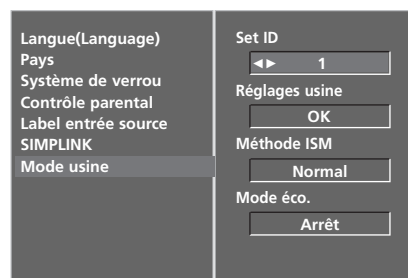 Langue(Language)
Pays
Système de verrou
Contrôle parental
Label entrée source
SIMPLINK
Mode usine
Set ID
◄► 1
Réglages usine
OK
Méthode ISM
Normal
Mode éco.
Arrêt